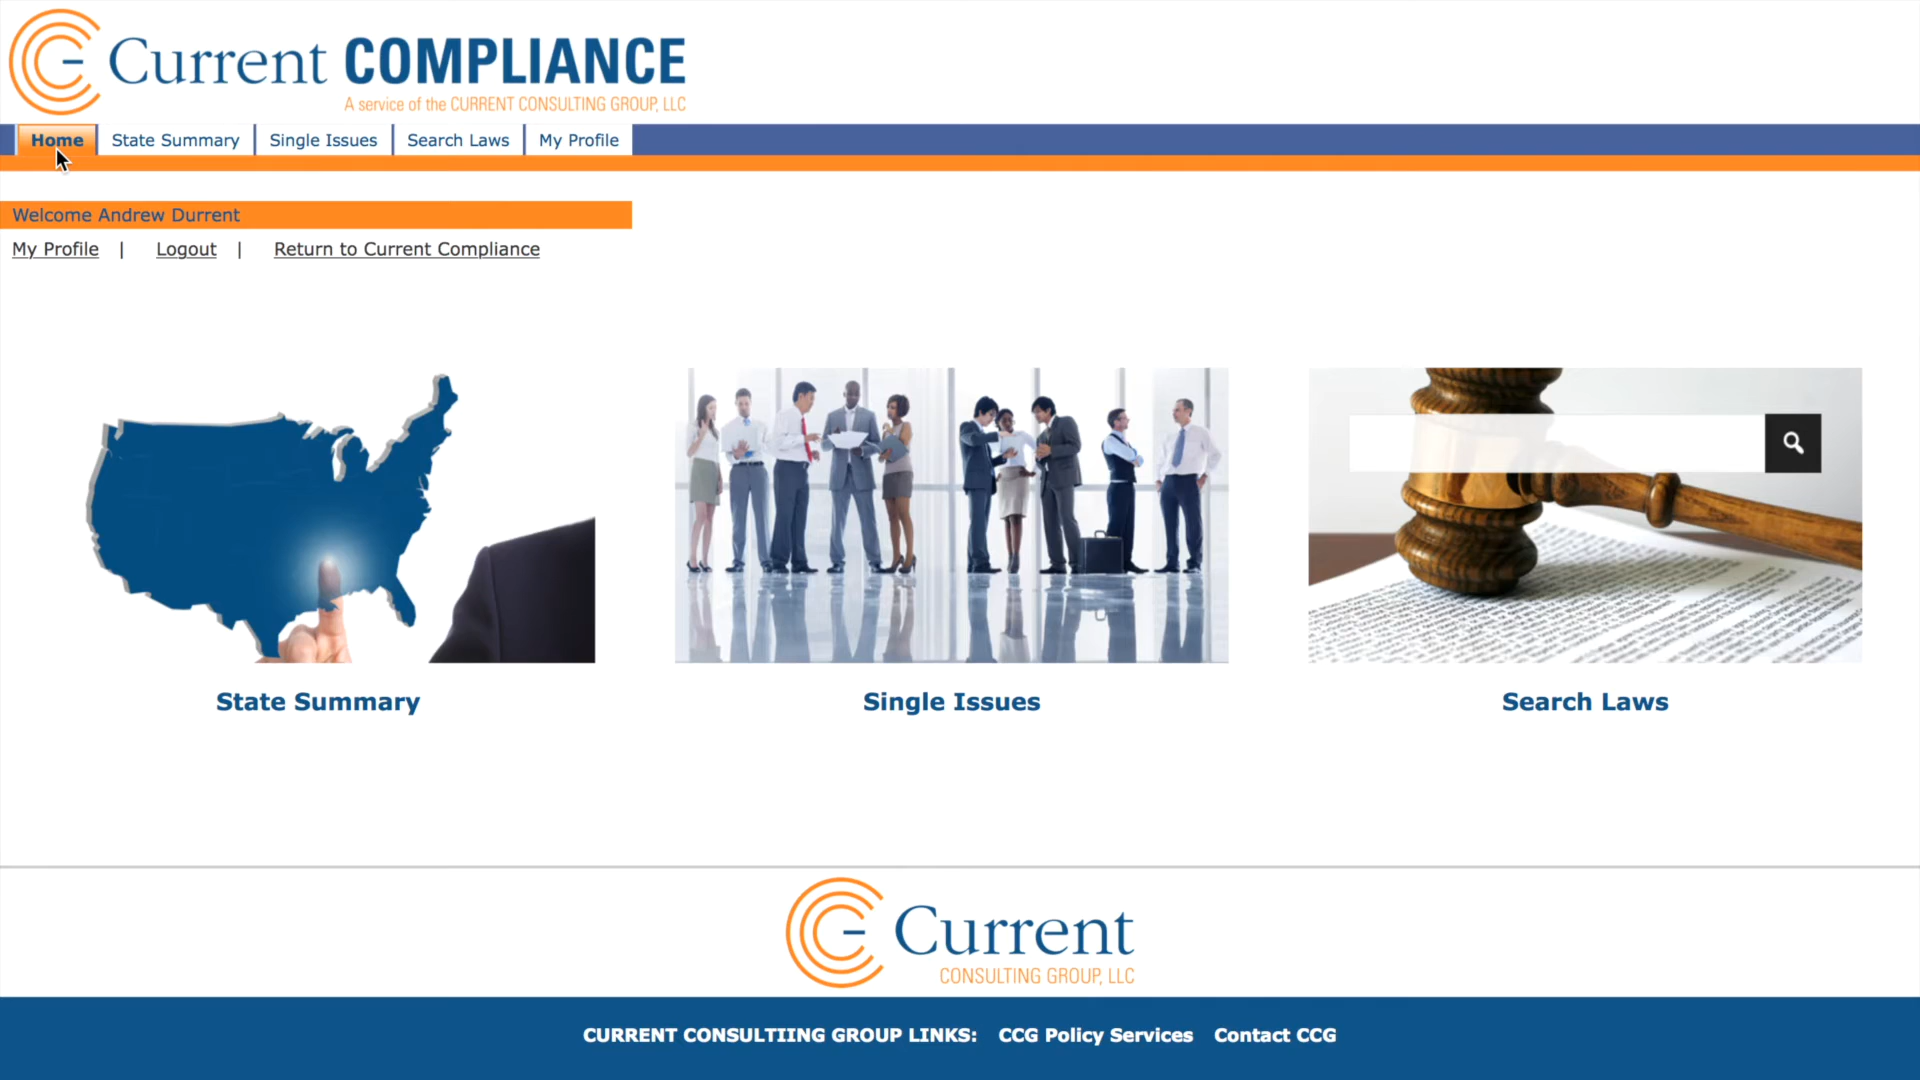 Current COMPLIANCE
A service of the CURRENT CONSULTING GROUP, LLC
Home State Summary Single Issues Search Laws My Profile
Welcome Andrew Durrent
My Profile | Logout | Return to Current Compliance
State Summary Single Issues Search Laws
Current
CONSULTING GROUP, LLC
CURRENT CONSULTIING GROUP LINKS: CCG Policy Services Contact CCG